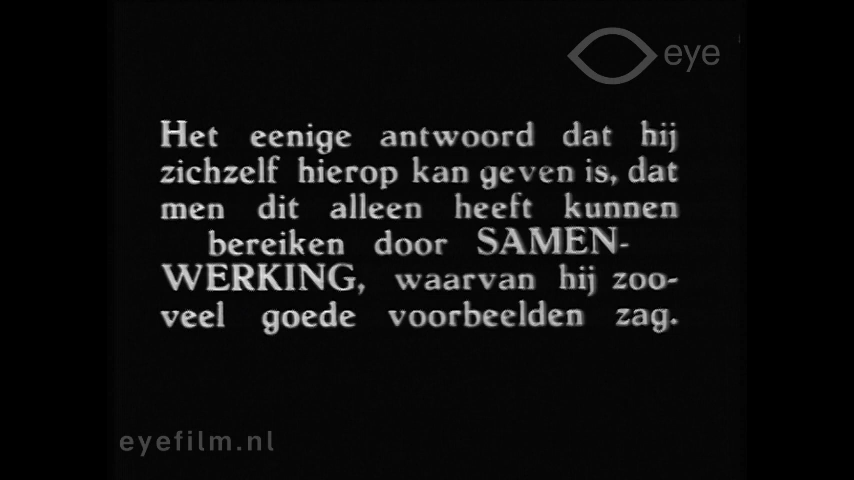 eye
Het eenige antwoord dat hij
zichzelf hierop kan geven is, dat
men dit alleen heeft kunnen
bereiken door SAMEN-
WERKING, waarvan hij zoo-
veel goede voorbeelden zag.
eyefilm.nl